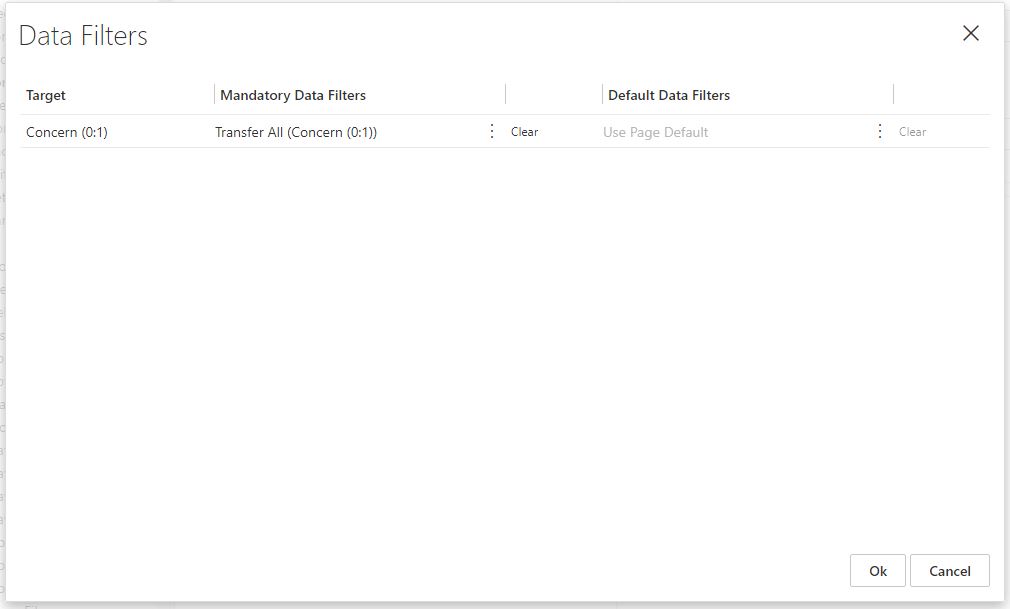 Data Filters
Target Mandatory Data Filters Default Data Filters
Concern (0:1) Transfer All (Concern (0:1)) Clear Use Page Default Clear
Ok Cancel